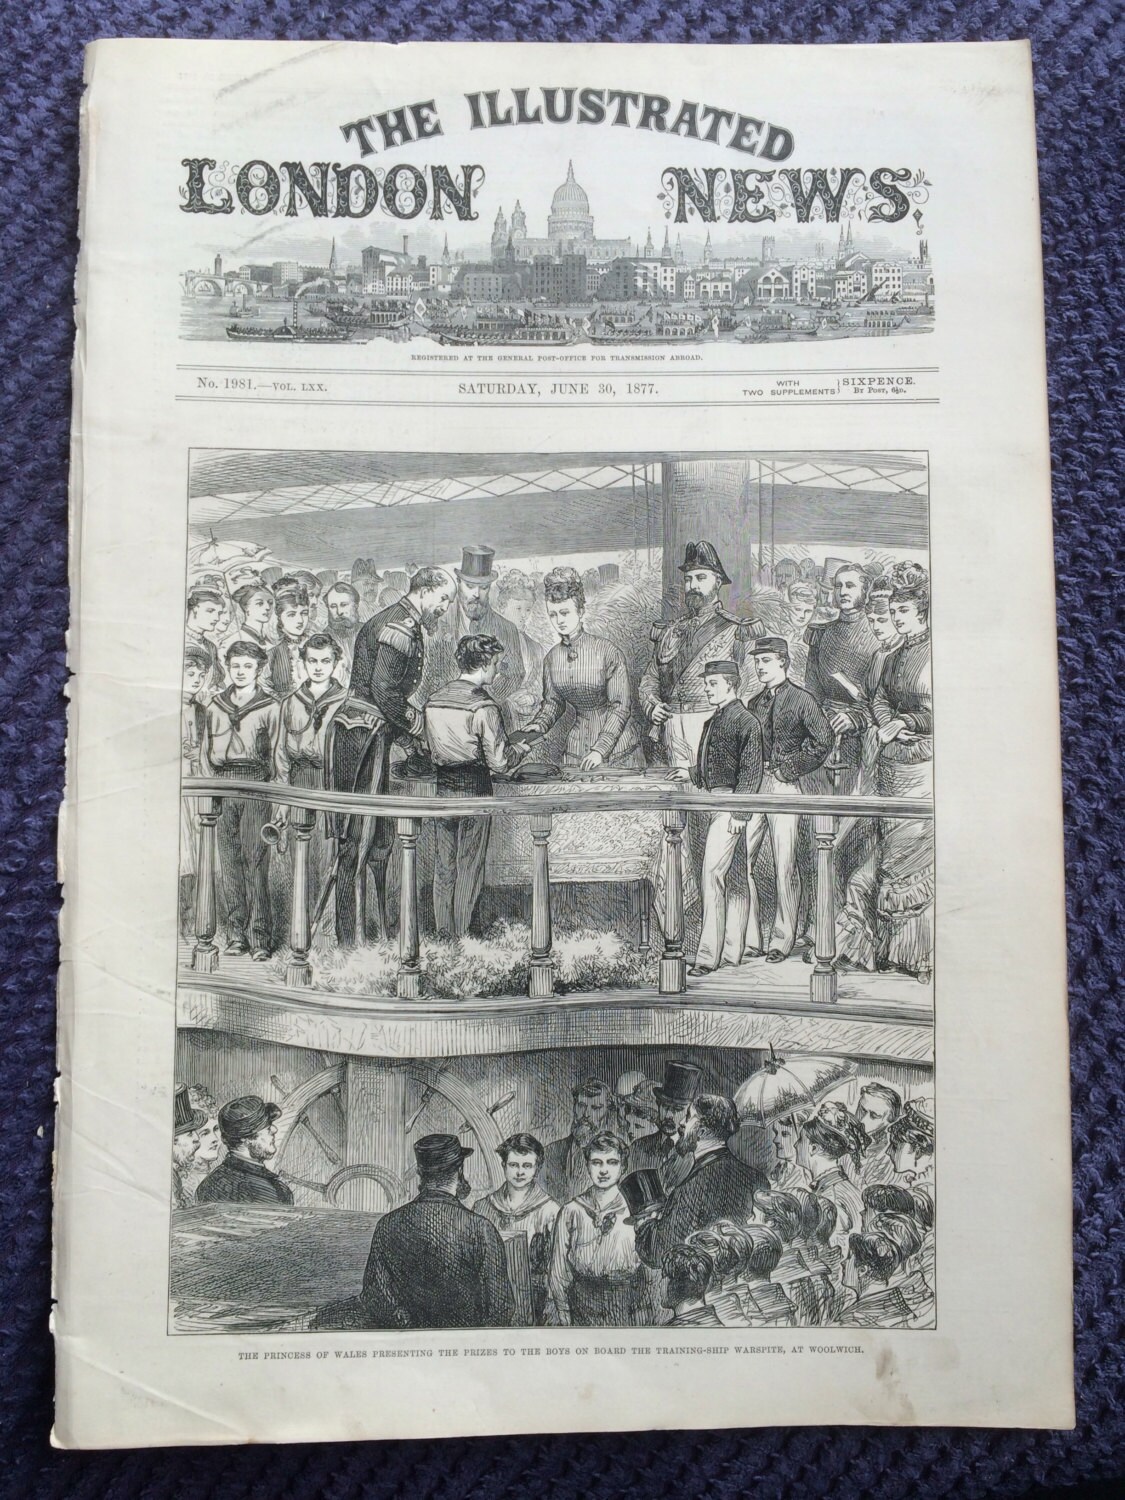 THE ILLUSTRATED
LONDON NEWS.
REGISTERED AT THE GENERAL POST-OFFICE FOR TRANSMISSION ABROAD.
No. 1981.—VOL. LXX.
SATURDAY, JUNE 30, 1877.
WITH TWO SUPPLEMENTS } SIXPENCE. By Post, 6½D.
THE PRINCESS OF WALES PRESENTING THE PRIZES TO THE BOYS ON BOARD THE TRAINING-SHIP WARSPITE, AT WOOLWICH.